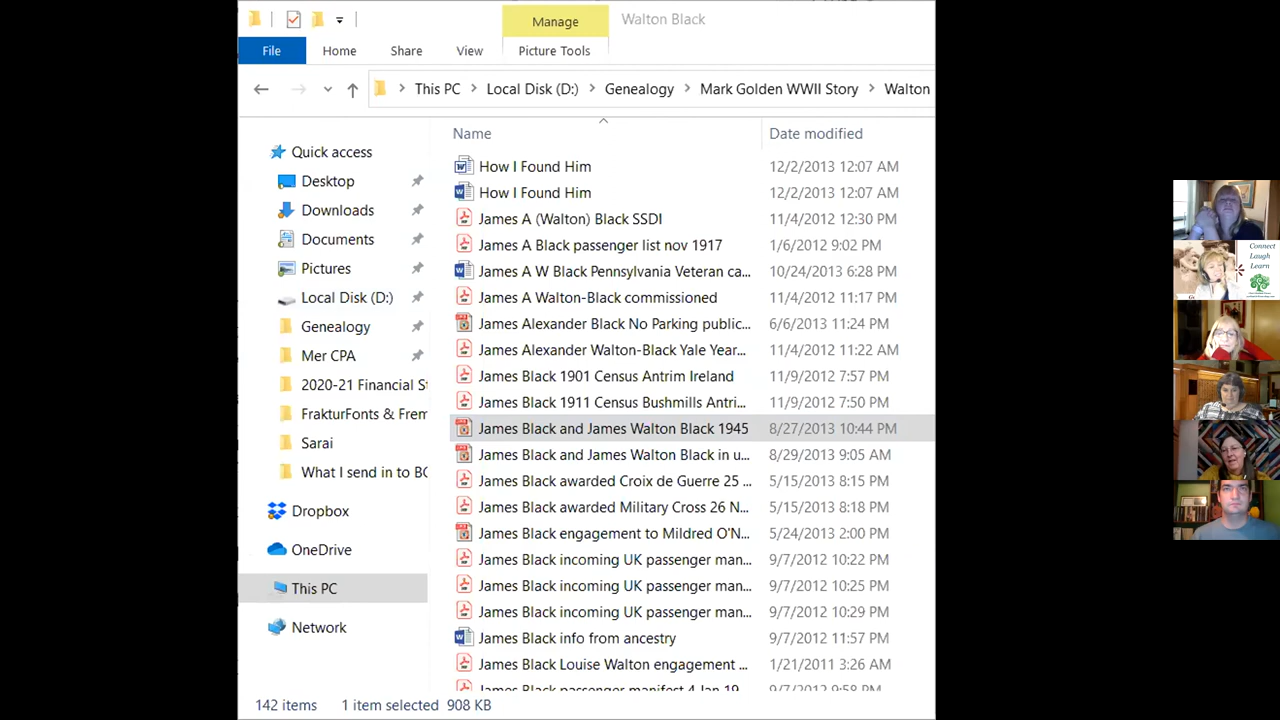 Manage
Walton Black
File
Home
Share
View
Picture Tools
This PC
Local Disk (D:)
Genealogy
Mark Golden WWII Story
Walton
Name
Date modified
Quick access
Desktop
Downloads
Documents
Pictures
Local Disk (D:)
Genealogy
Mer CPA
2020-21 Financial St
FrakturFonts & Frem
Sarai
What I send in to BC
Dropbox
OneDrive
This PC
Network
How I Found Him 12/2/2013 12:07 AM
How I Found Him 12/2/2013 12:07 AM
James A (Walton) Black SSDI 11/4/2012 12:30 PM
James A Black passenger list nov 1917 1/6/2012 9:02 PM
James A W Black Pennsylvania Veteran ca... 10/24/2013 6:28 PM
James A Walton-Black commissioned 11/4/2012 11:17 PM
James Alexander Black No Parking public... 6/6/2013 11:24 PM
James Alexander Walton-Black Yale Year... 11/4/2012 11:22 AM
James Black 1901 Census Antrim Ireland 11/9/2012 7:57 PM
James Black 1911 Census Bushmills Antri... 11/9/2012 7:50 PM
James Black and James Walton Black 1945 8/27/2013 10:44 PM
James Black and James Walton Black in u... 8/29/2013 9:05 AM
James Black awarded Croix de Guerre 25 ... 5/15/2013 8:15 PM
James Black awarded Military Cross 26 N... 5/15/2013 8:18 PM
James Black engagement to Mildred O'N... 5/24/2013 2:00 PM
James Black incoming UK passenger man... 9/7/2012 10:22 PM
James Black incoming UK passenger man... 9/7/2012 10:25 PM
James Black incoming UK passenger man... 9/7/2012 10:29 PM
James Black info from ancestry 9/7/2012 11:57 PM
James Black Louise Walton engagement ... 1/21/2011 3:26 AM
James Black passenger manifest 4 Jan 19 9/7/2012 9:58 PM
142 items 1 item selected 908 KB
Connect
Laugh
Learn